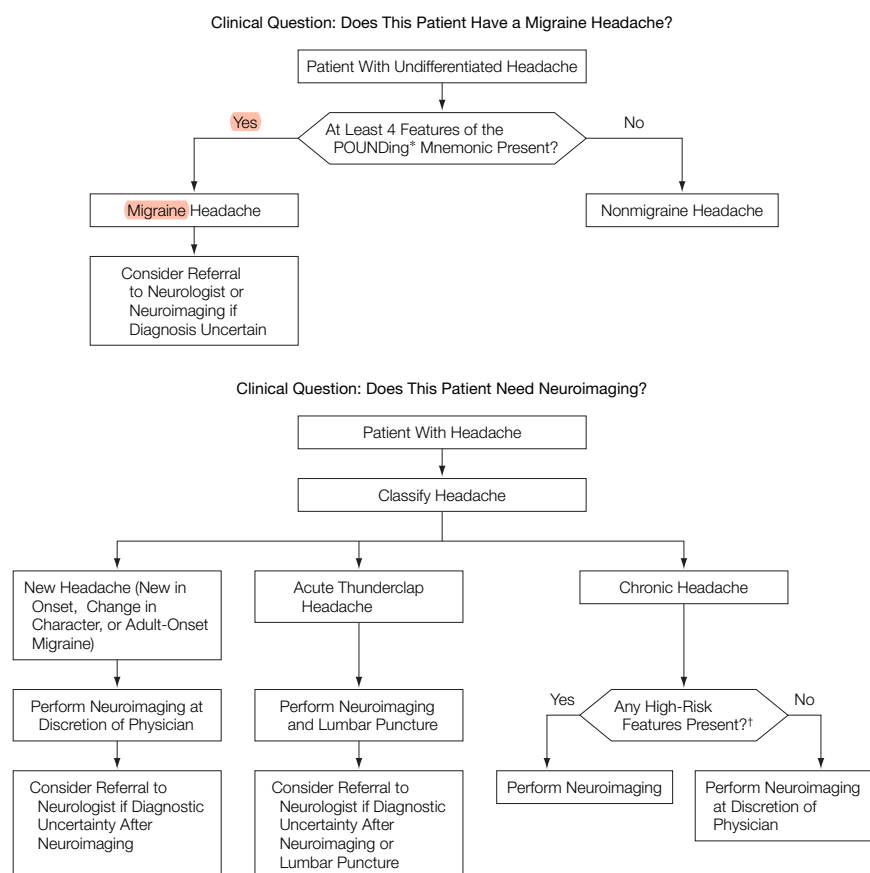 Clinical Question: Does This Patient Have a Migraine Headache?
Patient With Undifferentiated Headache
Yes
At Least 4 Features of the
POUNDing* Mnemonic Present?
No
Migraine Headache
Nonmigraine Headache
Consider Referral
to Neurologist or
Neuroimaging if
Diagnosis Uncertain
Clinical Question: Does This Patient Need Neuroimaging?
Patient With Headache
Classify Headache
New Headache (New in
Onset, Change in
Character, or Adult-Onset
Migraine)
Acute Thunderclap
Headache
Chronic Headache
Perform Neuroimaging at
Discretion of Physician
Perform Neuroimaging
and Lumbar Puncture
Yes
Any High-Risk
Features Present?†
No
Consider Referral to
Neurologist if Diagnostic
Uncertainty After
Neuroimaging
Consider Referral to
Neurologist if Diagnostic
Uncertainty After
Neuroimaging or
Lumbar Puncture
Perform Neuroimaging
Perform Neuroimaging
at Discretion of
Physician